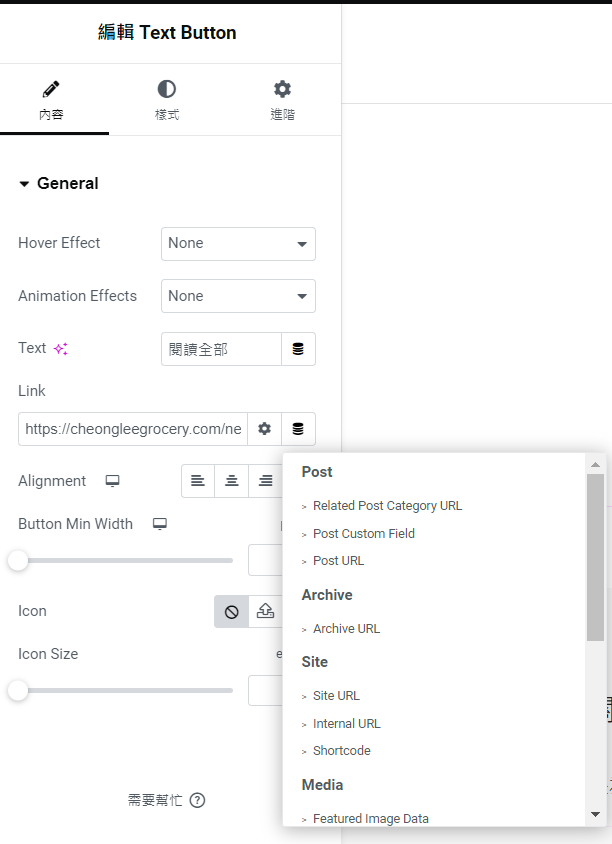 編輯 Text Button
內容
樣式
進階
General
Hover Effect
None
Animation Effects
None
Text
閱讀全部
Link
https://cheongleegrocery.com/ne
Alignment
Button Min Width
Icon
Icon Size
需要幫忙 ?
Post
> Related Post Category URL
> Post Custom Field
> Post URL
Archive
> Archive URL
Site
> Site URL
> Internal URL
> Shortcode
Media
> Featured Image Data